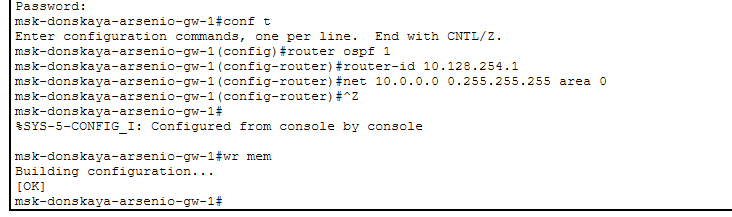 Password:
msk-donskaya-arsenio-gw-1#conf t
Enter configuration commands, one per line.  End with CNTL/Z.
msk-donskaya-arsenio-gw-1(config)#router ospf 1
msk-donskaya-arsenio-gw-1(config-router)#router-id 10.128.254.1
msk-donskaya-arsenio-gw-1(config-router)#net 10.0.0.0 0.255.255.255 area 0
msk-donskaya-arsenio-gw-1(config-router)#^Z
msk-donskaya-arsenio-gw-1#
%SYS-5-CONFIG_I: Configured from console by console
msk-donskaya-arsenio-gw-1#wr mem
Building configuration...
[OK]
msk-donskaya-arsenio-gw-1#